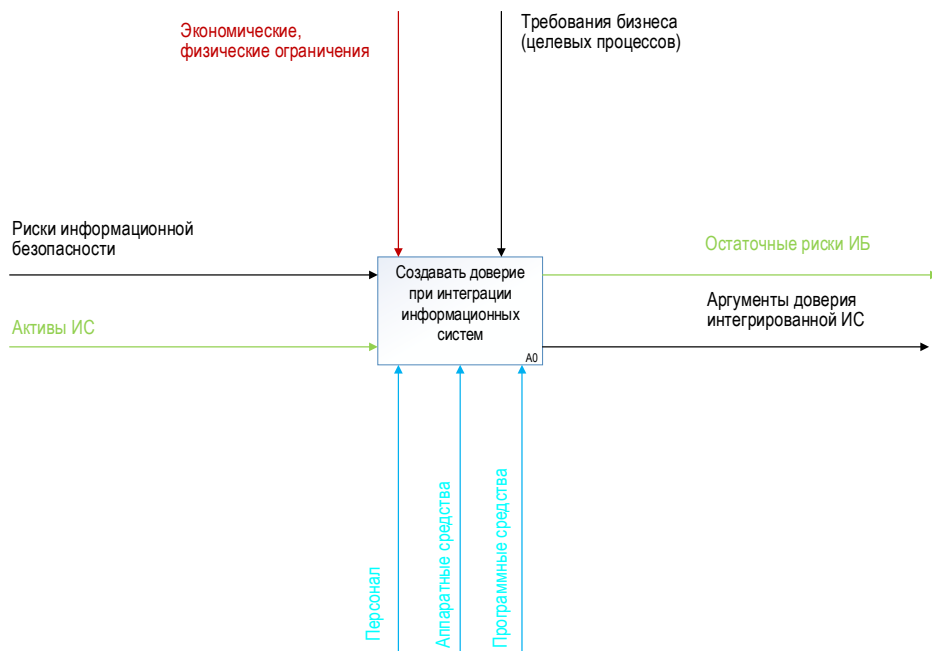 Экономические,
физические ограничения
Требования бизнеса
(целевых процессов)
Риски информационной
безопасности
Активы ИС
Создавать доверие
при интеграции
информационных
систем
A0
Остаточные риски ИБ
Аргументы доверия
интегрированной ИС
Персонал
Аппаратные средства
Программные средства